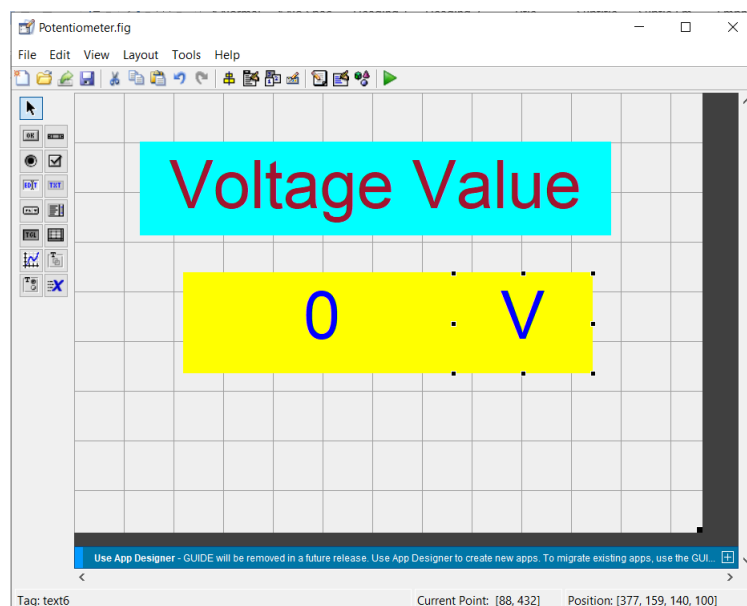 Potentiometer.fig
File Edit View Layout Tools Help
OK
EDIT TXT
TGL
Voltage Value
0 V
Use App Designer - GUIDE will be removed in a future release. Use App Designer to create new apps. To migrate existing apps, use the GUI...
Tag: text6 Current Point: [88, 432] Position: [377, 159, 140, 100]